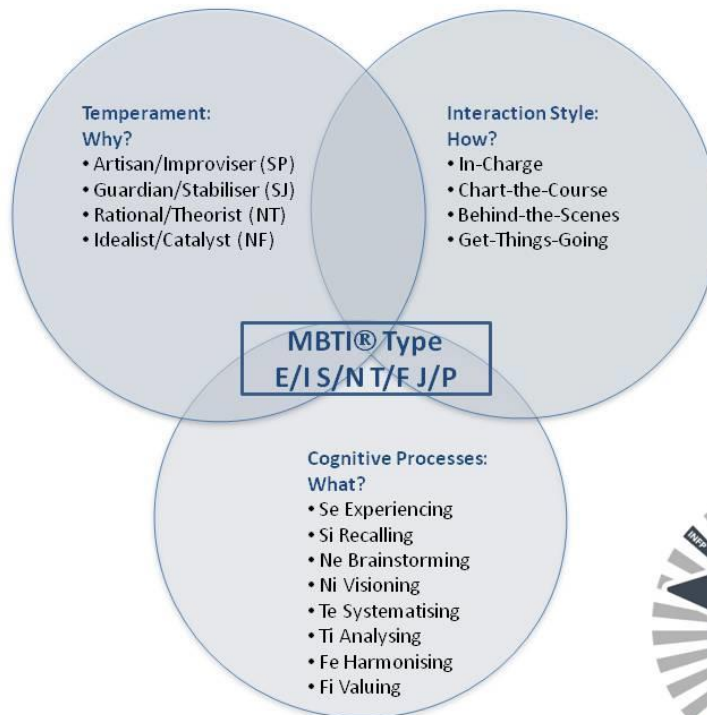 Temperament:
Why?
• Artisan/Improviser (SP)
• Guardian/Stabiliser (SJ)
• Rational/Theorist (NT)
• Idealist/Catalyst (NF)
Interaction Style:
How?
• In-Charge
• Chart-the-Course
• Behind-the-Scenes
• Get-Things-Going
MBTI® Type
E/I S/N T/F J/P
Cognitive Processes:
What?
• Se Experiencing
• Si Recalling
• Ne Brainstorming
• Ni Visioning
• Te Systematising
• Ti Analysing
• Fe Harmonising
• Fi Valuing
INFP